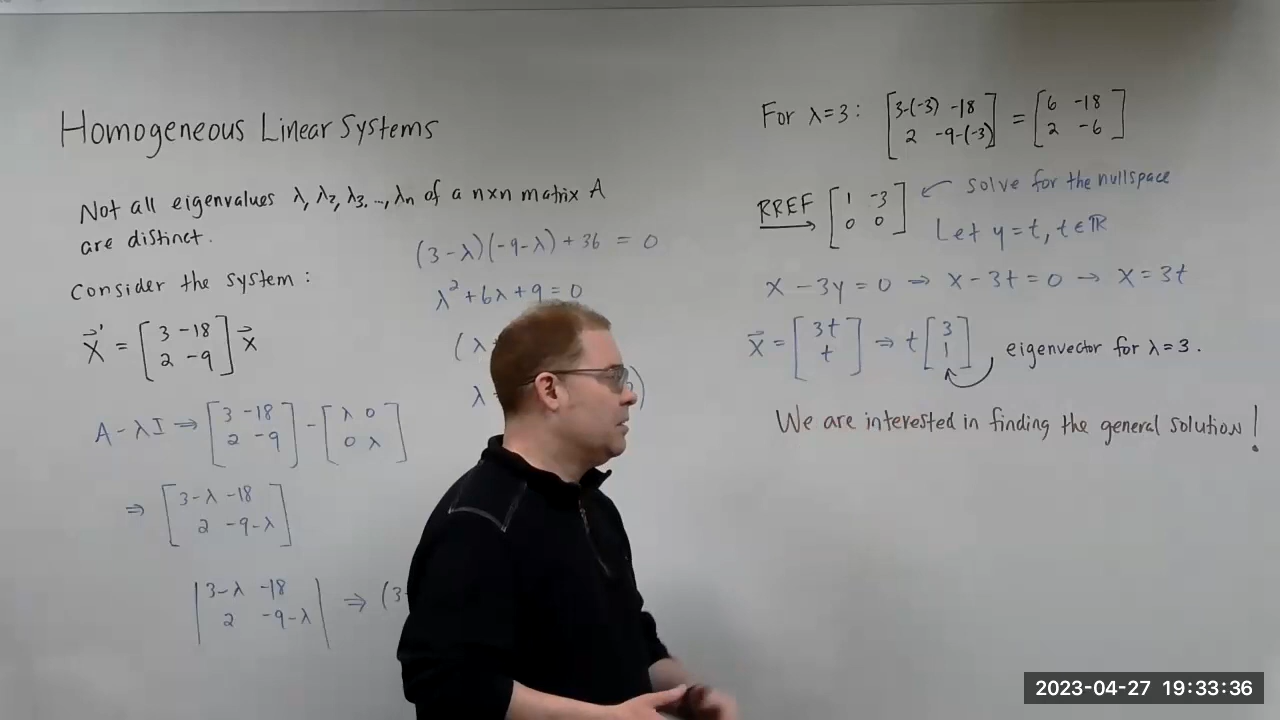 Homogeneous Linear Systems
Not all eigenvalues λ₁, λ₂, λ₃, ..., λn of a n×n matrix A
are distinct.
Consider the system:
x⃗' = [3 -18; 2 -9] x⃗
A - λI ⇒ [3 -18; 2 -9] - [λ 0; 0 λ]
⇒ [3-λ -18; 2 -9-λ]
|3-λ -18; 2 -9-λ| ⇒ (3-
(3-λ)(-9-λ) + 36 = 0
λ² + 6λ + 9 = 0
(λ
λ )
For λ=3: [3-(-3) -18; 2 -9-(-3)] = [6 -18; 2 -6]
RREF → [1 -3; 0 0] ← solve for the nullspace
Let y = t, t ∈ ℝ
x - 3y = 0 → x - 3t = 0 → x = 3t
x⃗ = [3t; t] ⇒ t [3; 1] eigenvector for λ=3.
We are interested in finding the general solution!
2023-04-27 19:33:36